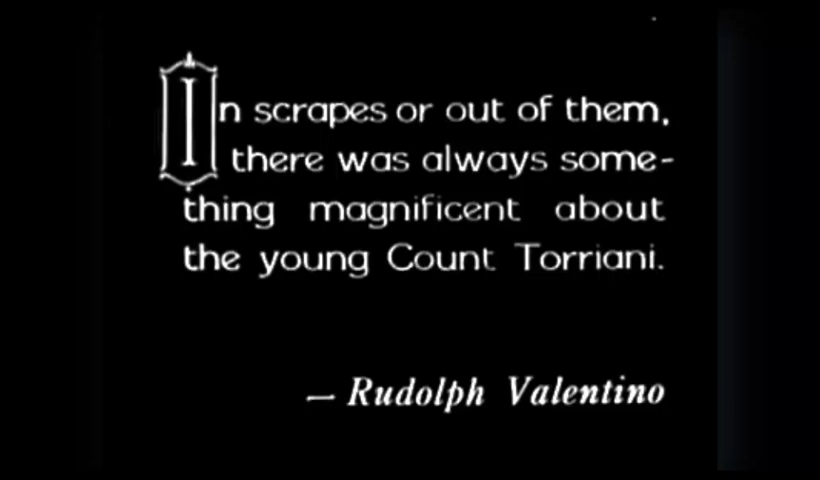 In scrapes or out of them,
there was always some-
thing magnificent about
the young Count Torriani.
— Rudolph Valentino